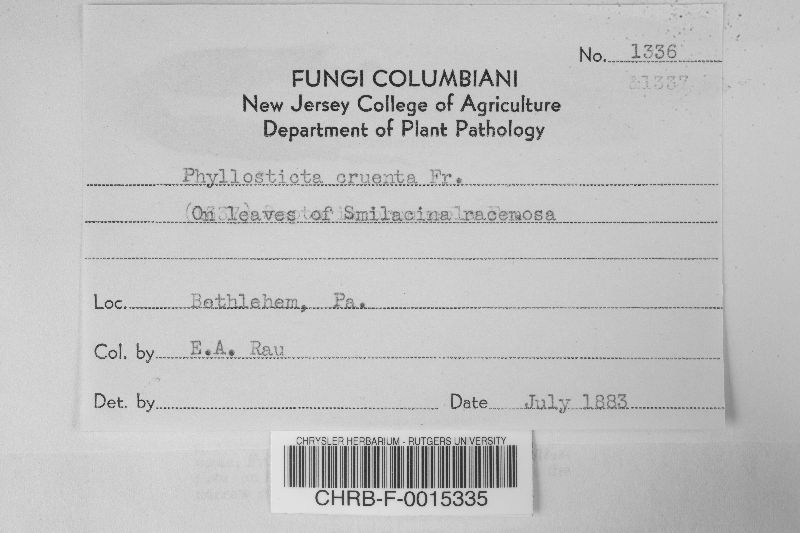 No. 1336
FUNGI COLUMBIANI
New Jersey College of Agriculture
Department of Plant Pathology
Phyllosticta cruenta Fr.
(On leaves of Smilacina racemosa
Loc. Bethlehem, Pa.
Col. by E.A. Rau
Det. by
Date July 1883
CHRYSLER HERBARIUM - RUTGERS UNIVERSITY
CHRB-F-0015335